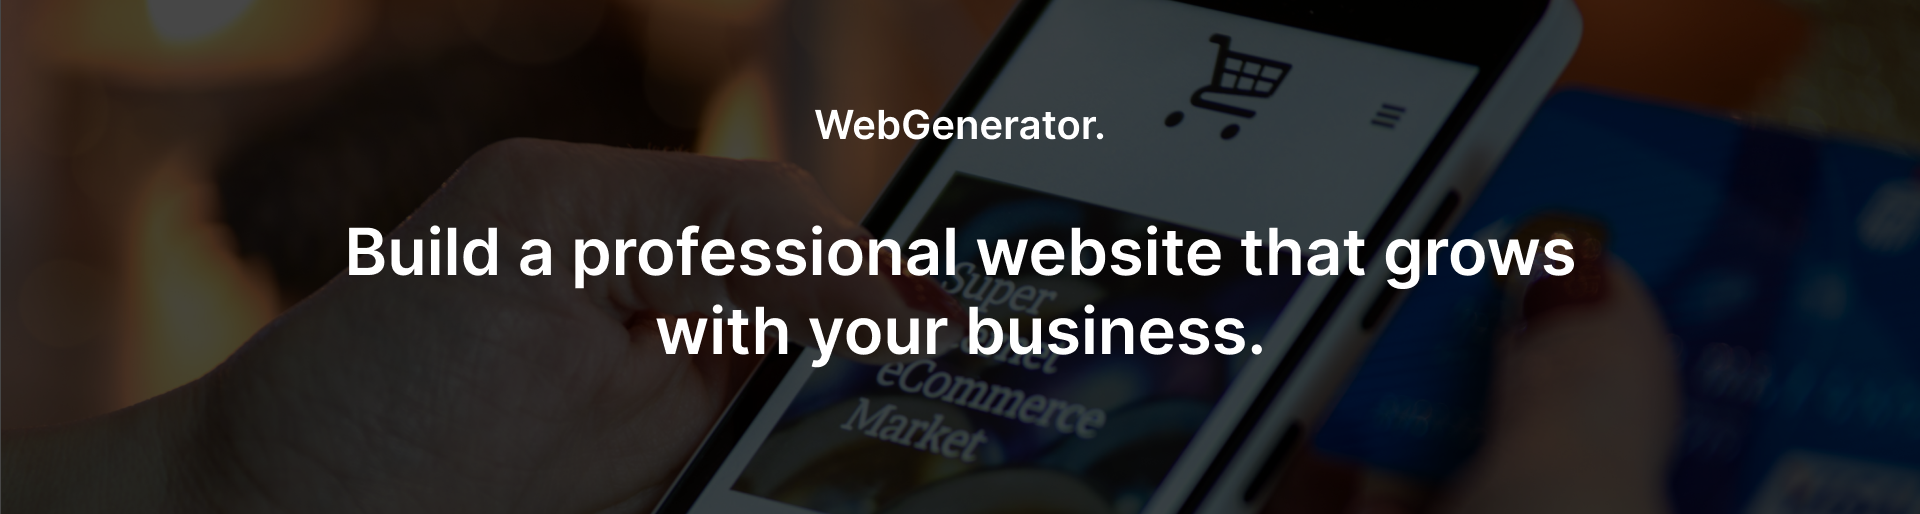 WebGenerator.
Build a professional website that grows
with your business.
Super
eCommerce
Market